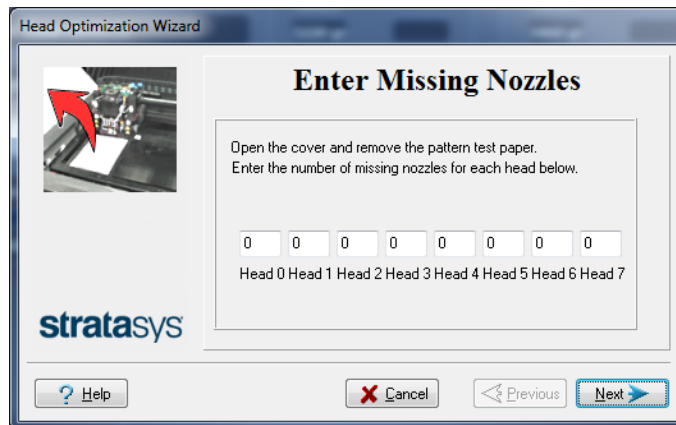 Head Optimization Wizard
Enter Missing Nozzles
Open the cover and remove the pattern test paper.
Enter the number of missing nozzles for each head below.
0 0 0 0 0 0 0 0
Head 0 Head 1 Head 2 Head 3 Head 4 Head 5 Head 6 Head 7
stratasys
? Help Cancel Previous Next